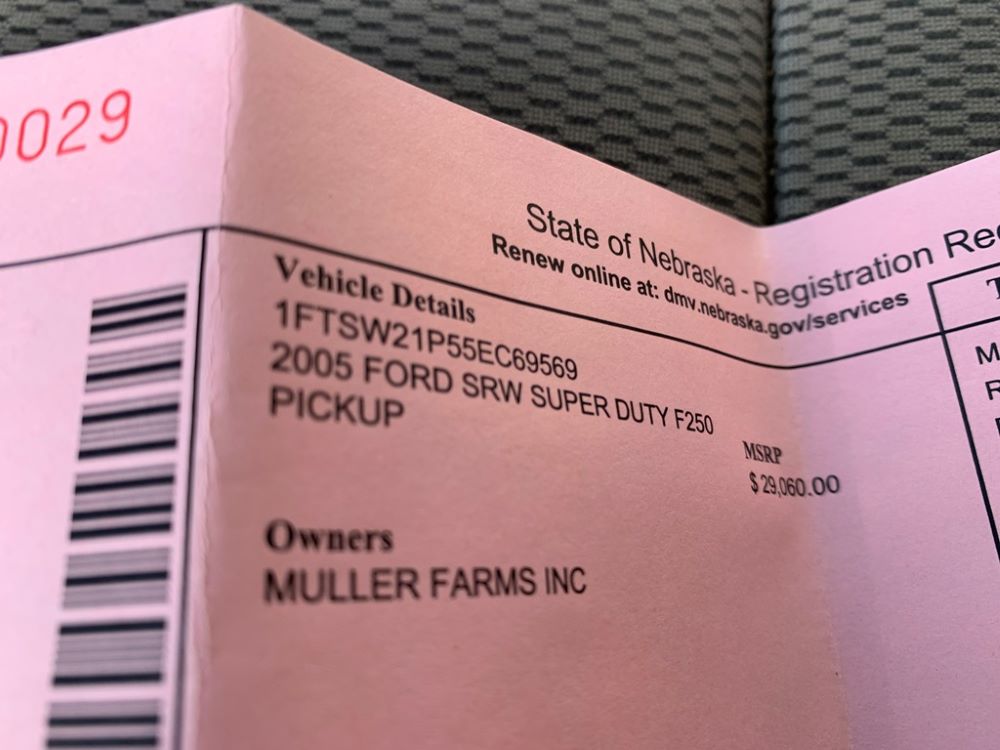 0029
State of Nebraska - Registration
Renew online at: dmv.nebraska.gov/services
Vehicle Details
1FTSW21P55EC69569
2005 FORD SRW SUPER DUTY F250
PICKUP
MSRP
$ 29,060.00
Owners
MULLER FARMS INC